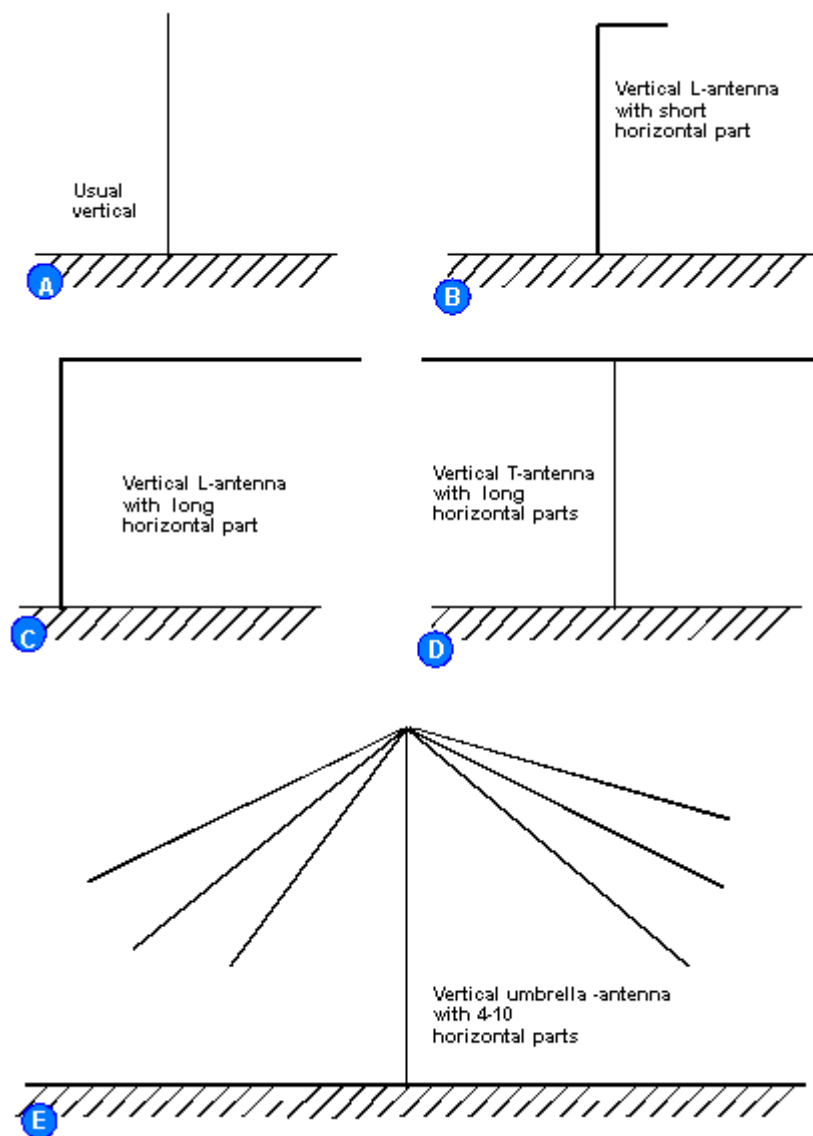 Usual
vertical
A
Vertical L-antenna
with short
horizontal part
B
Vertical L-antenna
with long
horizontal part
C
Vertical T-antenna
with long
horizontal parts
D
Vertical umbrella -antenna
with 4-10
horizontal parts
E